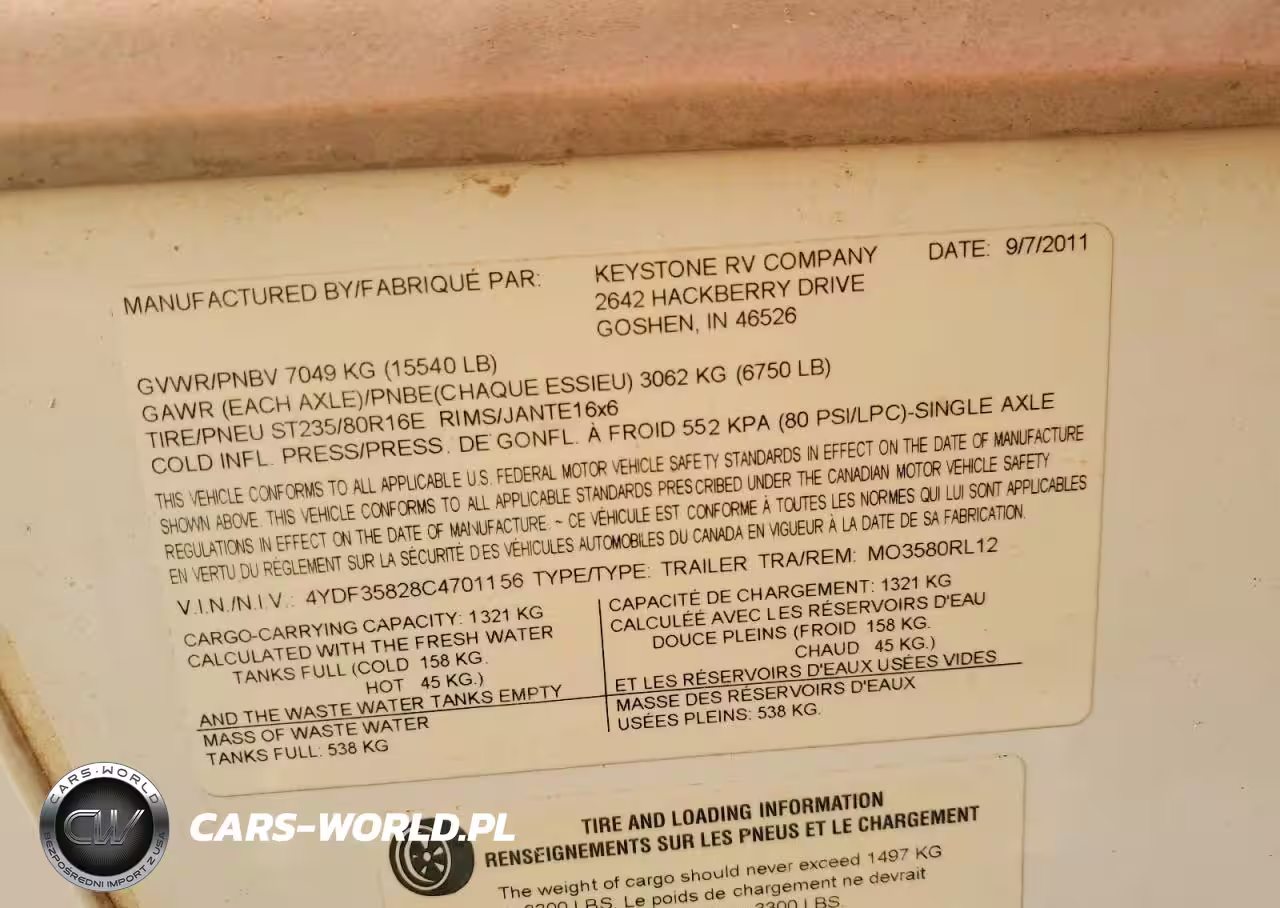 MANUFACTURED BY/FABRIQUÉ PAR: KEYSTONE RV COMPANY DATE: 9/7/2011
2642 HACKBERRY DRIVE
GOSHEN, IN 46526
GVWR/PNBV 7049 KG (15540 LB)
GAWR (EACH AXLE)/PNBE(CHAQUE ESSIEU) 3062 KG (6750 LB)
TIRE/PNEU ST235/80R16E RIMS/JANTE16x6
COLD INFL. PRESS/PRESS. DE GONFL. À FROID 552 KPA (80 PSI/LPC)-SINGLE AXLE
THIS VEHICLE CONFORMS TO ALL APPLICABLE U.S. FEDERAL MOTOR VEHICLE SAFETY STANDARDS IN EFFECT ON THE DATE OF MANUFACTURE
SHOWN ABOVE. THIS VEHICLE CONFORMS TO ALL APPLICABLE STANDARDS PRESCRIBED UNDER THE CANADIAN MOTOR VEHICLE SAFETY
REGULATIONS IN EFFECT ON THE DATE OF MANUFACTURE. ~ CE VÉHICULE EST CONFORME À TOUTES LES NORMES QUI LUI SONT APPLICABLES
EN VERTU DU RÈGLEMENT SUR LA SÉCURITÉ DES VÉHICULES AUTOMOBILES DU CANADA EN VIGUEUR À LA DATE DE SA FABRICATION.
V.I.N./N.I.V.: 4YDF35828C4701156 TYPE/TYPE: TRAILER TRA/REM: MO3580RL12
CARGO-CARRYING CAPACITY: 1321 KG
CALCULATED WITH THE FRESH WATER
TANKS FULL (COLD 158 KG.
HOT 45 KG.)
AND THE WASTE WATER TANKS EMPTY
MASS OF WASTE WATER
TANKS FULL: 538 KG
CAPACITÉ DE CHARGEMENT: 1321 KG
CALCULÉE AVEC LES RÉSERVOIRS D'EAU
DOUCE PLEINS (FROID 158 KG.
CHAUD 45 KG.)
ET LES RÉSERVOIRS D'EAUX USÉES VIDES
MASSE DES RÉSERVOIRS D'EAUX
USÉES PLEINS: 538 KG.
TIRE AND LOADING INFORMATION
RENSEIGNEMENTS SUR LES PNEUS ET LE CHARGEMENT
The weight of cargo should never exceed 1497 KG
LBS. Le poids de chargement ne devrait
3300 LBS.
CARS-WORLD
CW
BEZPOŚREDNI IMPORT Z USA
CARS-WORLD.PL